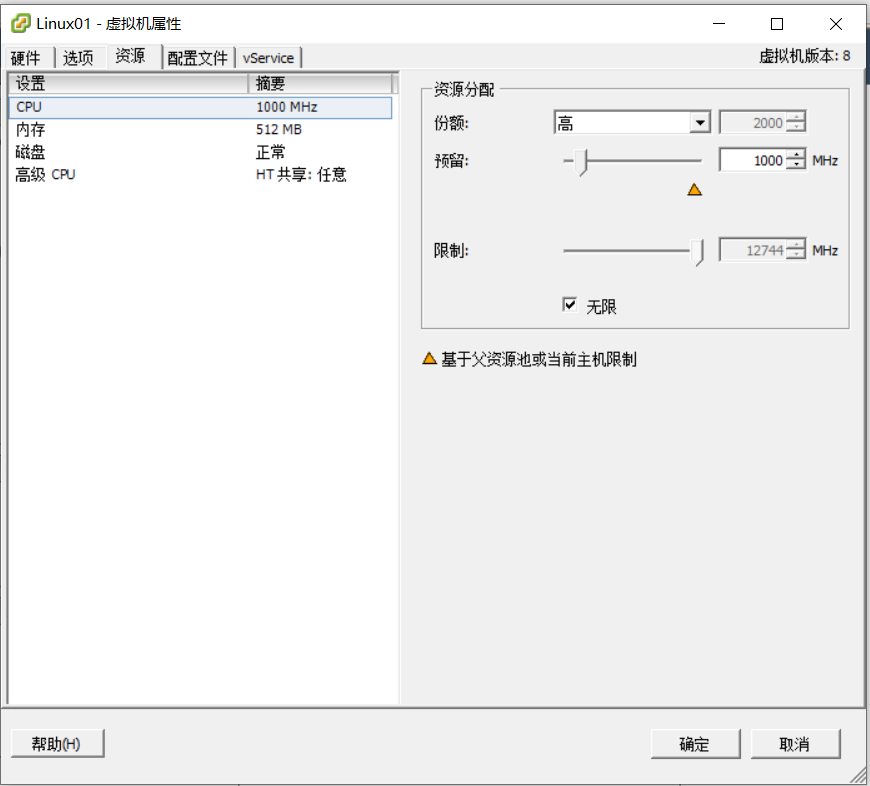 Linux01 - 虚拟机属性
硬件 选项 资源 配置文件 vService 虚拟机版本: 8
设置 摘要
CPU 1000 MHz
内存 512 MB
磁盘 正常
高级 CPU HT 共享: 任意
资源分配
份额: 高 2000
预留: 1000 MHz
限制: 12744 MHz
无限
基于父资源池或当前主机限制
帮助(H) 确定 取消